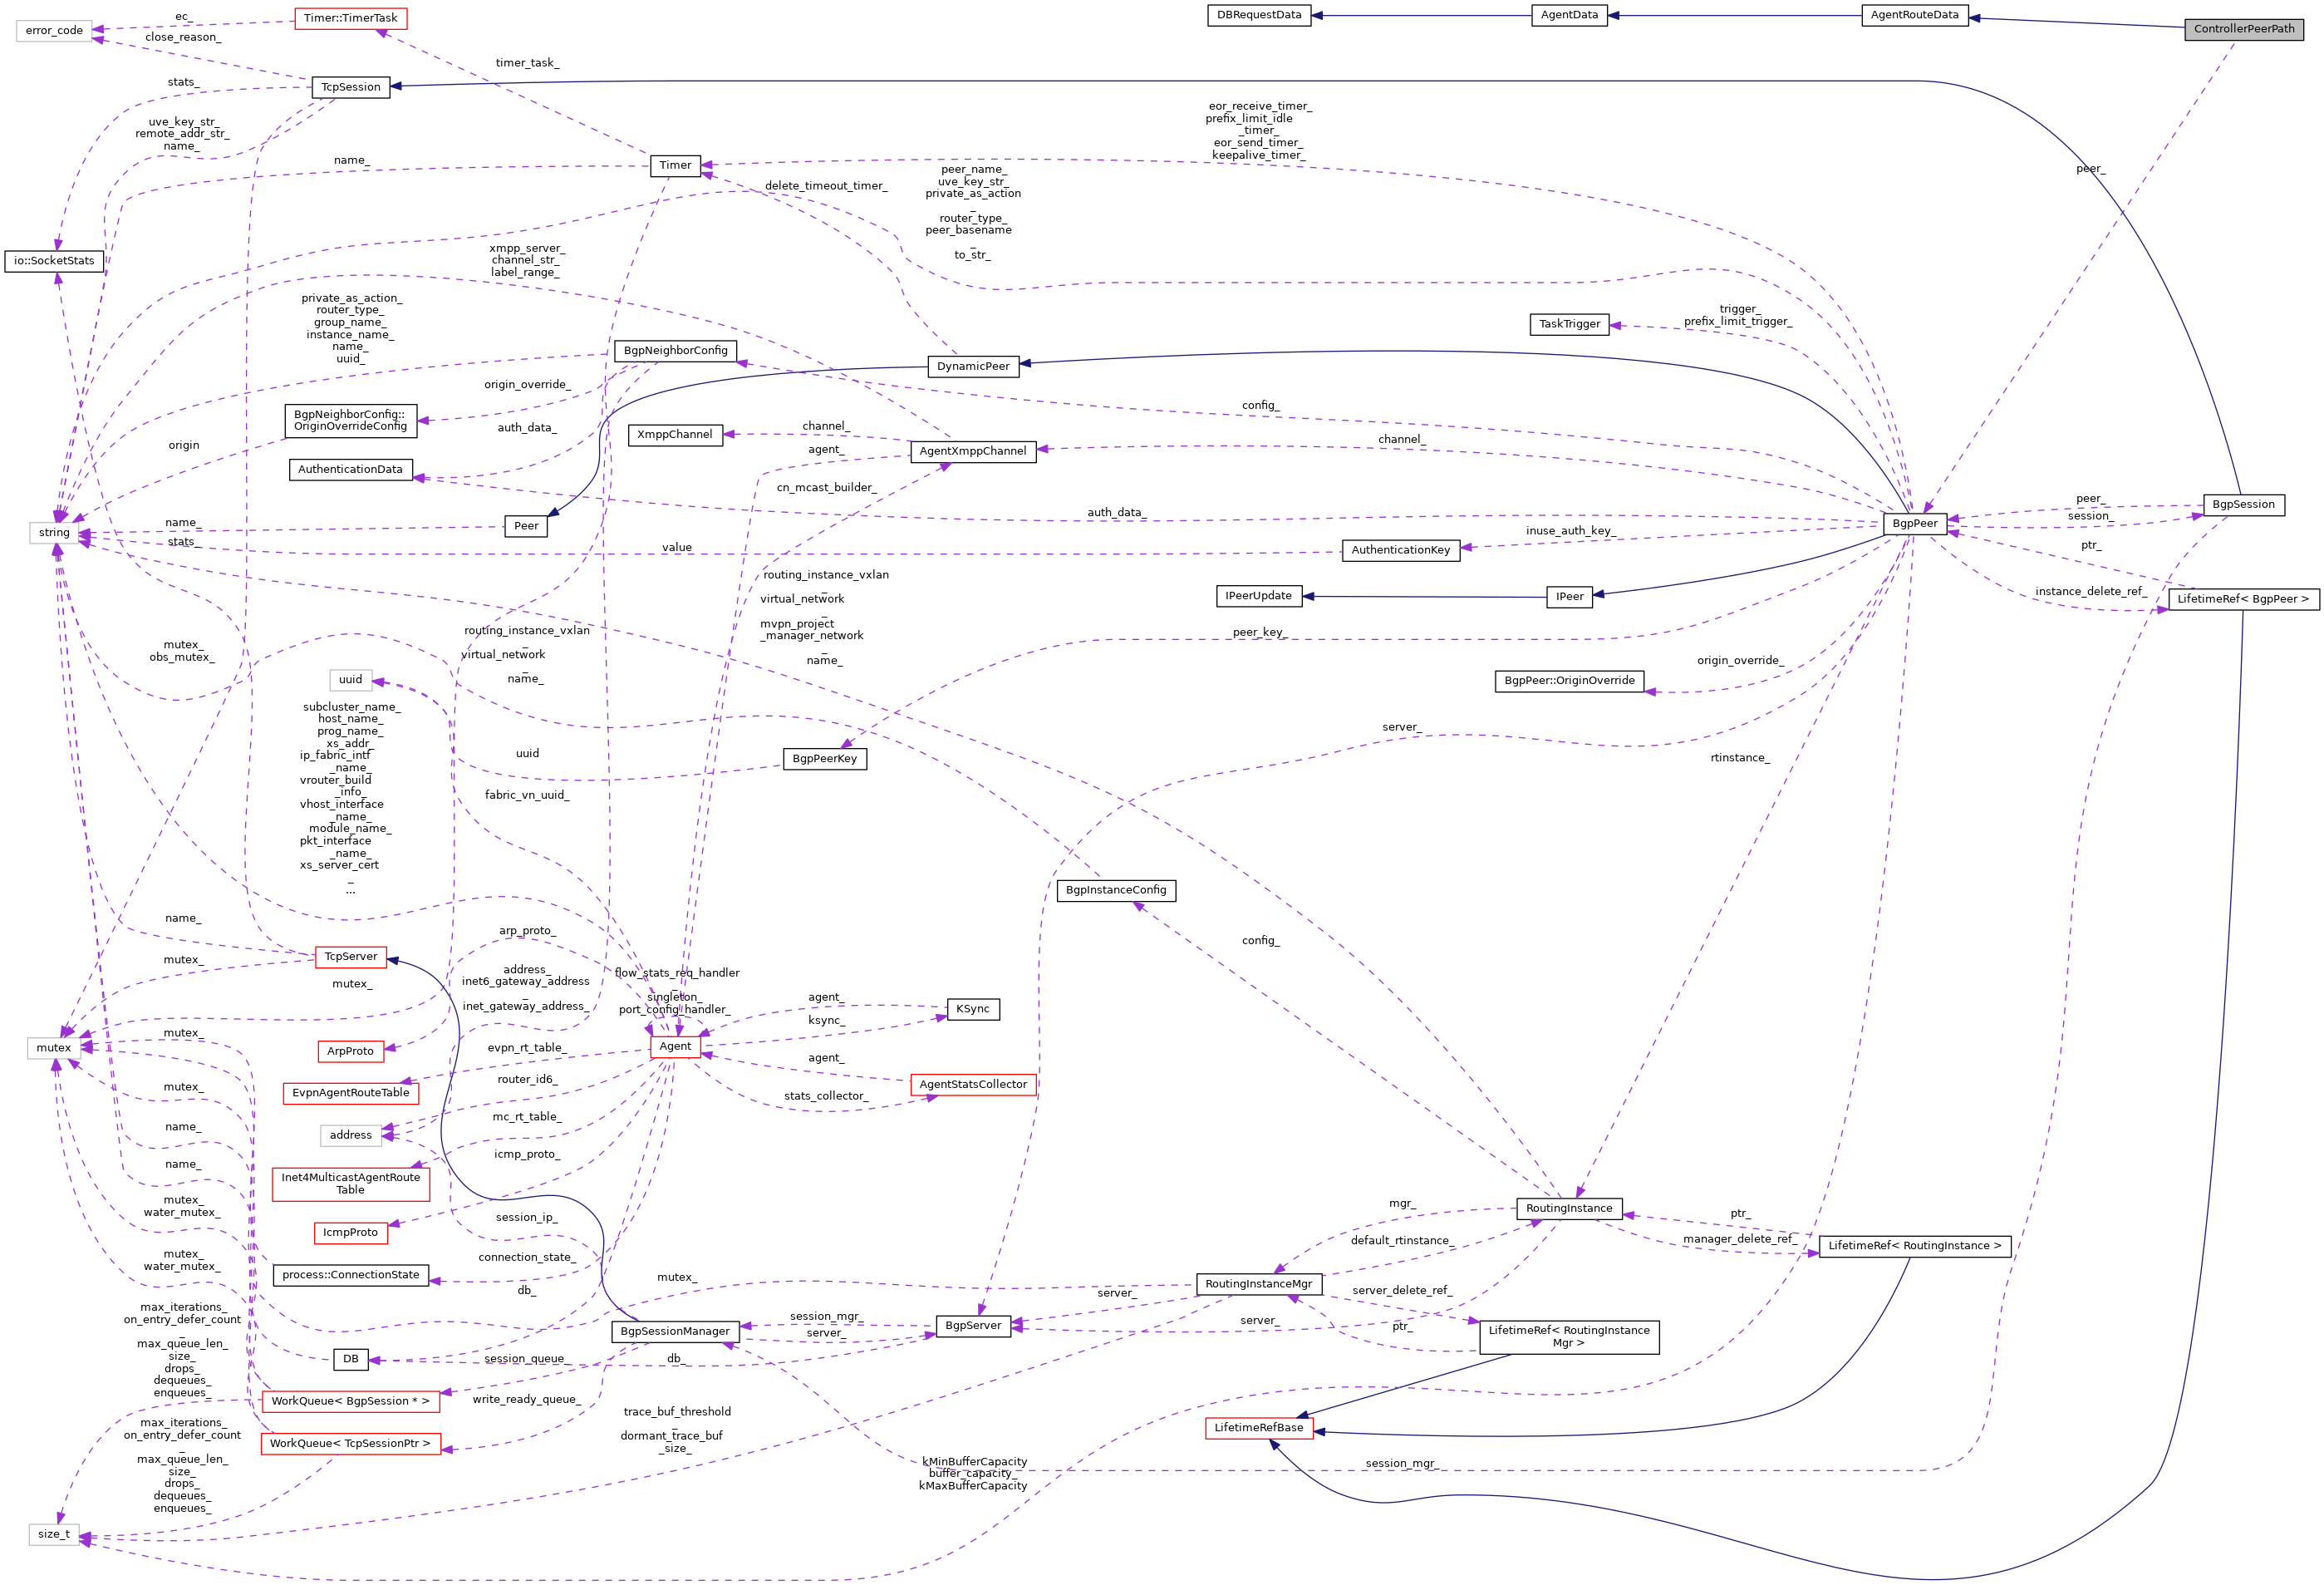 ec_
Timer::TimerTask
DBRequestData
AgentData
AgentRouteData
error_code
close_reason_
ControllerPeerPath
timer_task_
stats_
TcpSession
eor_receive_timer_
prefix_limit_idle
_timer_
eor_send_timer_
keepalive_timer_
uve_key_str_
remote_addr_str_
name_
name_
Timer
peer_
delete_timeout_timer_
peer_name_
uve_key_str_
private_as_action
_
router_type_
peer_basename
_
to_str_
io::SocketStats
xmpp_server_
channel_str_
label_range_
private_as_action_
router_type_
group_name_
instance_name_
name_
uuid_
trigger_
prefix_limit_trigger_
TaskTrigger
BgpNeighborConfig
DynamicPeer
origin_override_
config_
BgpNeighborConfig::
OriginOverrideConfig
auth_data_
XmppChannel
channel_
channel_
origin
agent_
AgentXmppChannel
AuthenticationData
cn_mcast_builder_
peer_
BgpSession
auth_data_
session_
string
name_
Peer
BgpPeer
inuse_auth_key_
stats_
value
AuthenticationKey
ptr_
routing_instance_vxlan
_
virtual_network
_
mvpn_project
_manager_network
_
name_
IPeerUpdate
IPeer
instance_delete_ref_
LifetimeRef< BgpPeer >
mutex_
obs_mutex_
routing_instance_vxlan
_
virtual_network
_
name_
peer_key_
origin_override_
uuid
BgpPeer::OriginOverride
subcluster_name_
host_name_
prog_name_
xs_addr_
ip_fabric_intf
_name_
vrouter_build
_info_
vhost_interface
_name_
module_name_
pkt_interface
_name_
xs_server_cert
_
...
server_
uuid
BgpPeerKey
rtinstance_
fabric_vn_uuid_
BgpInstanceConfig
name_
arp_proto_
config_
TcpServer
mutex_
mutex_
address_
inet6_gateway_address
_
inet_gateway_address_
flow_stats_req_handler
_
singleton_
port_config_handler_
agent_
KSync
ksync_
mutex_
mutex
ArpProto
evpn_rt_table_
Agent
agent_
router_id6_
AgentStatsCollector
EvpnAgentRouteTable
mutex_
stats_collector_
mc_rt_table_
name_
address
icmp_proto_
name_
Inet4MulticastAgentRoute
Table
mutex_
water_mutex_
session_ip_
mgr_
RoutingInstance
ptr_
IcmpProto
default_rtinstance_
manager_delete_ref_
LifetimeRef< RoutingInstance >
mutex_
water_mutex_
connection_state_
process::ConnectionState
mutex_
RoutingInstanceMgr
db_
server_
server_delete_ref_
max_iterations_
on_entry_defer_count
_
max_queue_len_
size_
drops_
dequeues_
enqueues_
session_mgr_
server_
BgpSessionManager
server_
BgpServer
ptr_
LifetimeRef< RoutingInstance
Mgr >
DB
session_queue_
db_
WorkQueue< BgpSession * >
write_ready_queue_
trace_buf_threshold
_
dormant_trace_buf
_size_
LifetimeRefBase
max_iterations_
on_entry_defer_count
_
max_queue_len_
size_
drops_
dequeues_
enqueues_
WorkQueue< TcpSessionPtr >
kMinBufferCapacity
buffer_capacity_
kMaxBufferCapacity
session_mgr_
size_t